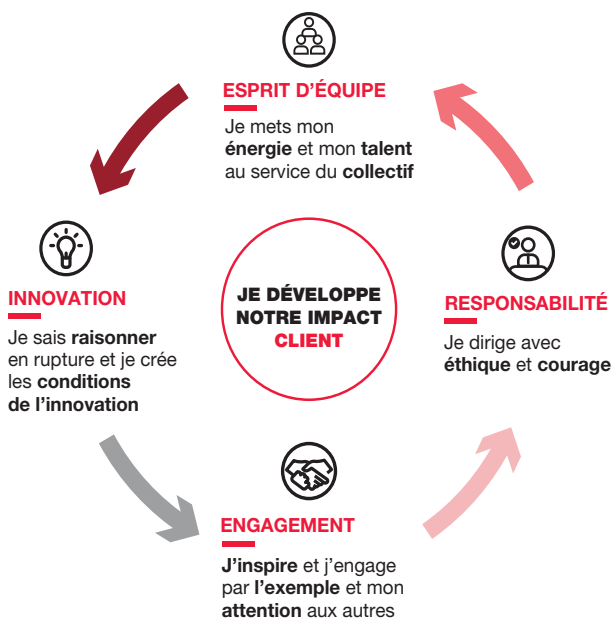 ESPRIT D'ÉQUIPE
Je mets mon
énergie et mon talent
au service du collectif
INNOVATION
Je sais raisonner
en rupture et je crée
les conditions
de l'innovation
JE DÉVELOPPE
NOTRE IMPACT
CLIENT
RESPONSABILITÉ
Je dirige avec
éthique et courage
ENGAGEMENT
J'inspire et j'engage
par l'exemple et mon
attention aux autres